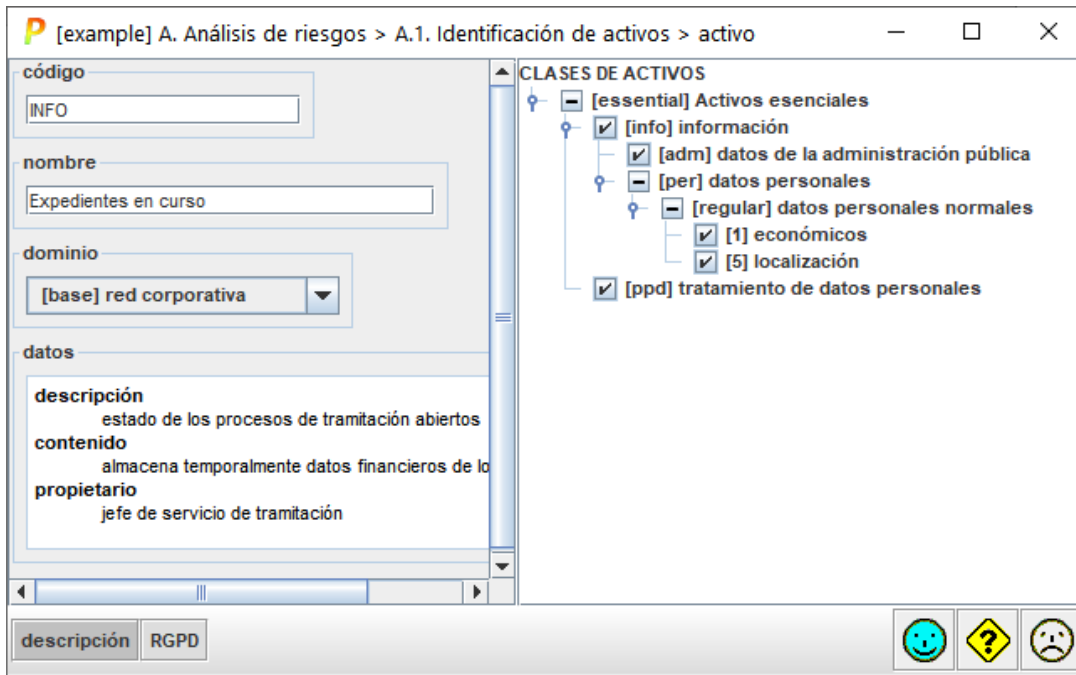 P [example] A. Análisis de riesgos > A.1. Identificación de activos > activo
código
INFO
nombre
Expedientes en curso
dominio
[base] red corporativa
datos
descripción
estado de los procesos de tramitación abiertos
contenido
almacena temporalmente datos financieros de lo
propietario
jefe de servicio de tramitación
CLASES DE ACTIVOS
[essential] Activos esenciales
[info] información
[adm] datos de la administración pública
[per] datos personales
[regular] datos personales normales
[1] económicos
[5] localización
[ppd] tratamiento de datos personales
descripción RGPD
?